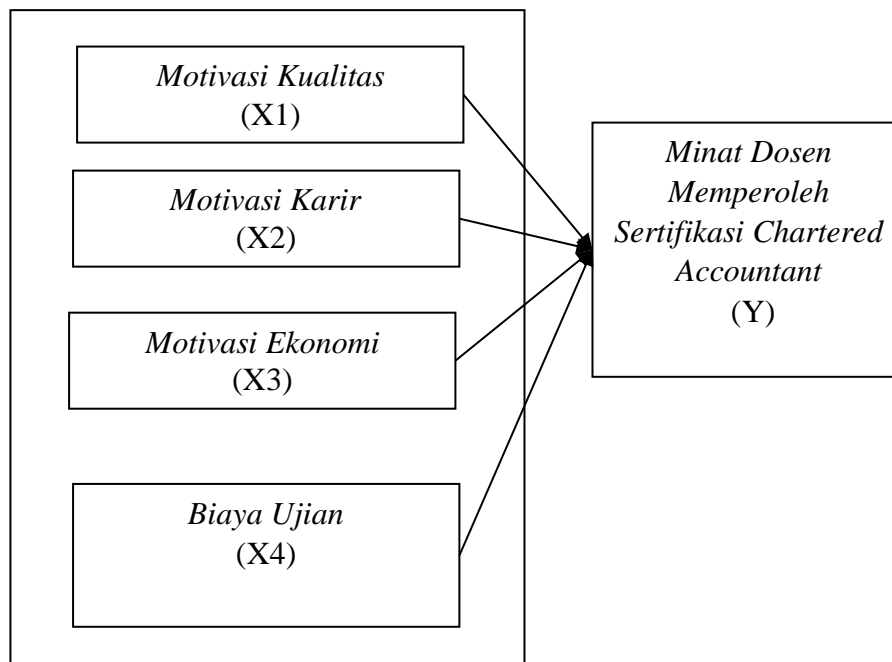 Motivasi Kualitas
(X1)
Motivasi Karir
(X2)
Motivasi Ekonomi
(X3)
Biaya Ujian
(X4)
Minat Dosen
Memperoleh
Sertifikasi Chartered
Accountant
(Y)